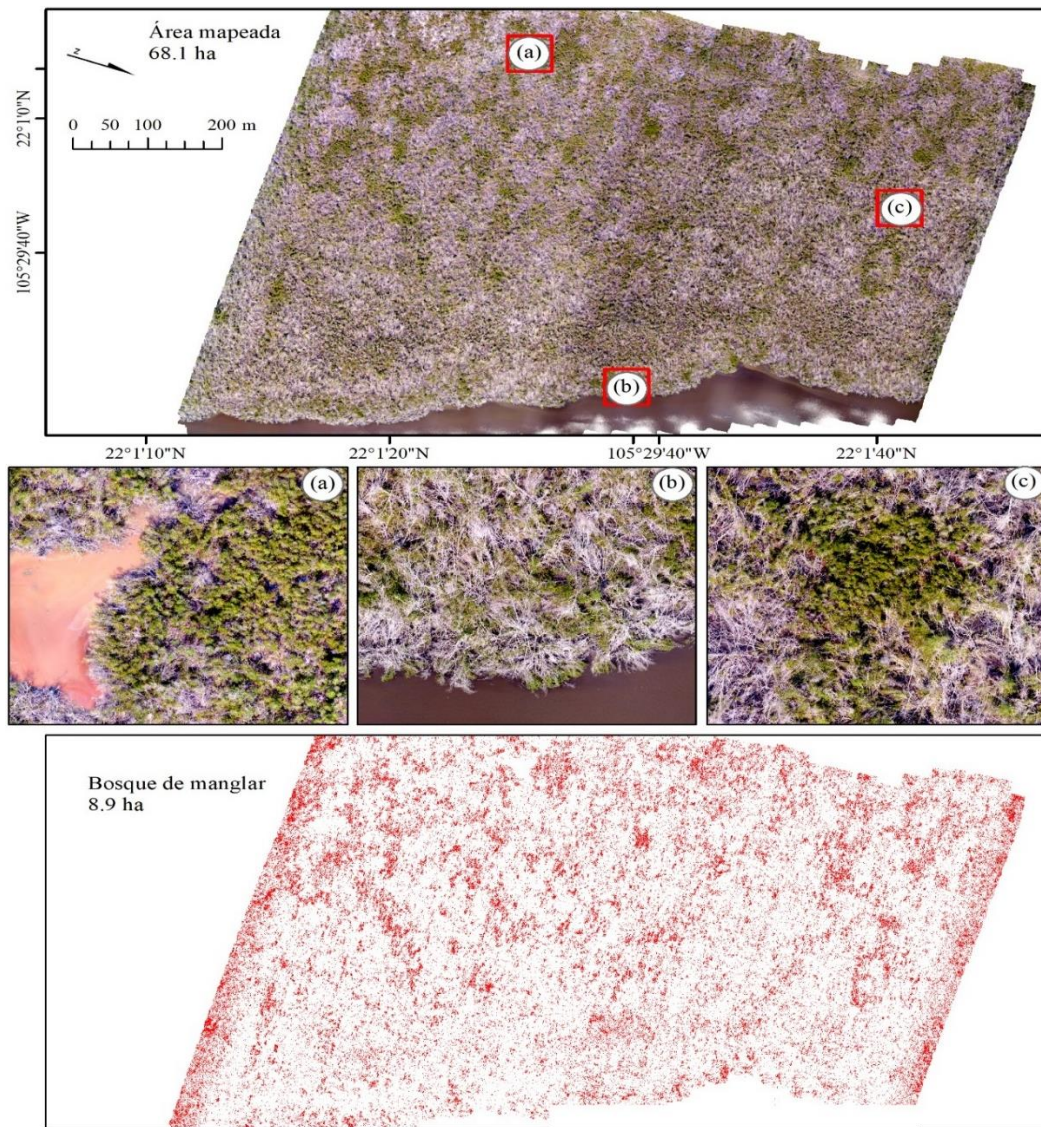 Área mapeada
68.1 ha
(a)
z
0 50 100 200 m
22°1'0"N
(c)
105°29'40"W
(b)
22°1'10"N 22°1'20"N 105°29'40"W 22°1'40"N
(a) (b) (c)
Bosque de manglar
8.9 ha